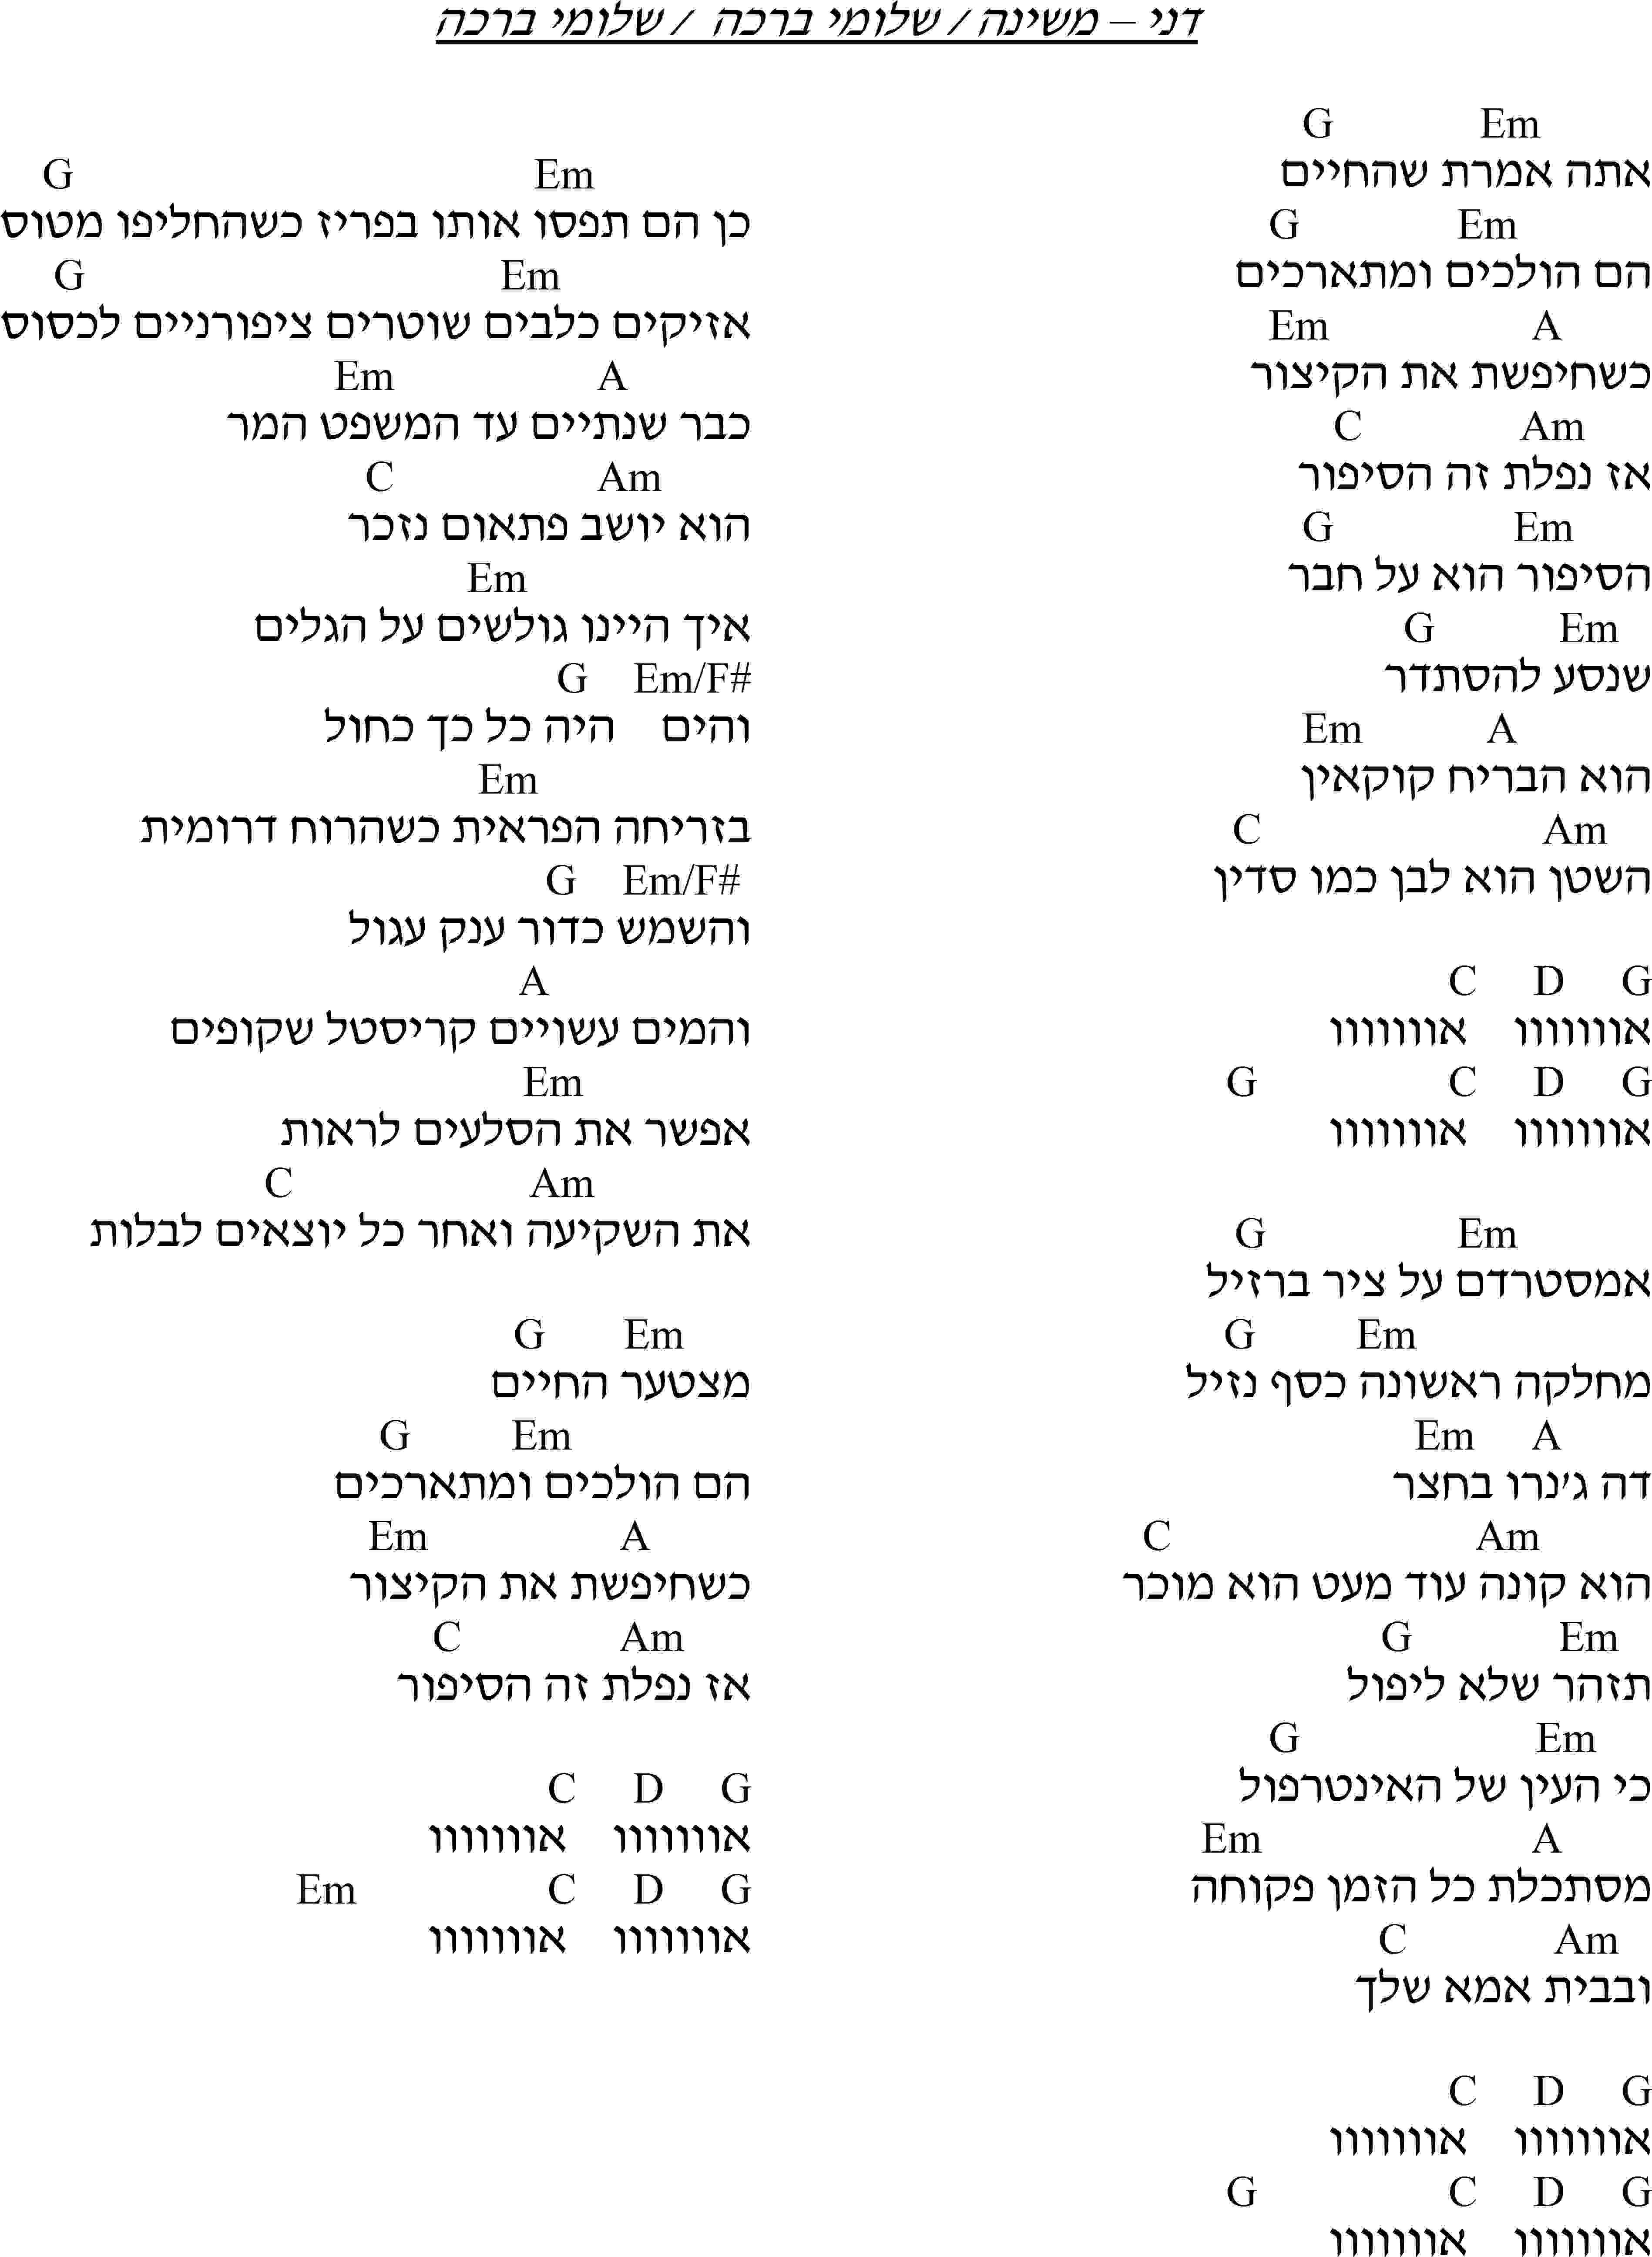 דני – משינה / שלומי ברכה / שלומי ברכה
G Em
אתה אמרת שהחיים
G Em
הם הולכים ומתארכים
Em A
כשחיפשת את הקיצור
C Am
אז נפלת זה הסיפור
G Em
הסיפור הוא על חבר
G Em
שנסע להסתדר
Em A
הוא הבריח קוקאין
C Am
השטן הוא לבן כמו סדין
C D G
אווווווו אווווווו
G C D G
אווווווו אווווווו
G Em
אמסטרדם על ציר ברזיל
G Em
מחלקה ראשונה כסף נזיל
Em A
דה ג'נרו בחצר
C Am
הוא קונה עוד מעט הוא מוכר
G Em
תזהר שלא ליפול
G Em
כי העין של האינטרפול
Em A
מסתכלת כל הזמן פקוחה
C Am
ובבית אמא שלך
C D G
אווווווו אווווווו
G C D G
אווווווו אווווווו
G Em
כן הם תפסו אותו בפריז כשהחליפו מטוס
G Em
אזיקים כלבים שוטרים ציפורניים לכסוס
Em A
כבר שנתיים עד המשפט המר
C Am
הוא יושב פתאום נזכר
Em
איך היינו גולשים על הגלים
G Em/F#
והים היה כל כך כחול
Em
בזריחה הפראית כשהרוח דרומית
G Em/F#
והשמש כדור ענק עגול
A
והמים עשויים קריסטל שקופים
Em
אפשר את הסלעים לראות
C Am
את השקיעה ואחר כל יוצאים לבלות
G Em
מצטער החיים
G Em
הם הולכים ומתארכים
Em A
כשחיפשת את הקיצור
C Am
אז נפלת זה הסיפור
C D G
אווווווו אווווווו
Em C D G
אווווווו אווווווו